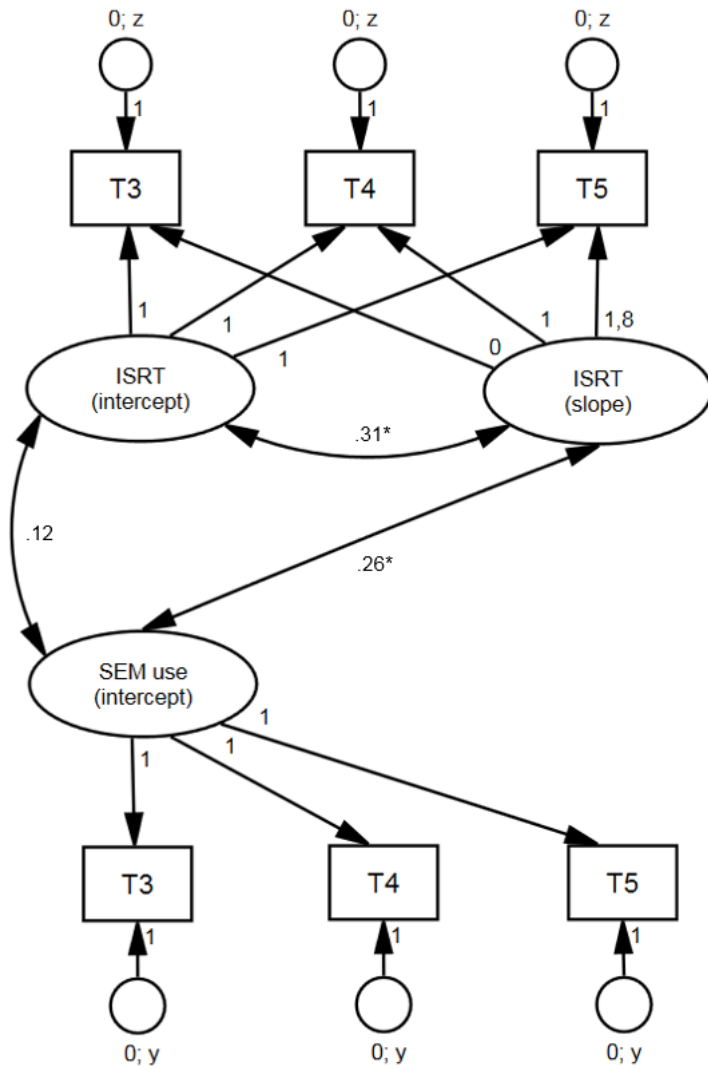 0; z 0; z 0; z
1 1 1
T3 T4 T5
1 1 1 0 1 1,8
ISRT
(intercept)
ISRT
(slope)
.31*
.12
.26*
SEM use
(intercept)
1 1 1
T3 T4 T5
1 1 1
0; y 0; y 0; y